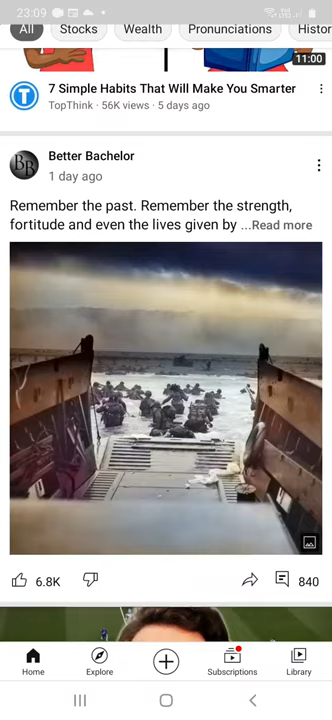 23:09
All
Stocks
Wealth
Pronunciations
Histor
11:00
7 Simple Habits That Will Make You Smarter
TopThink · 56K views · 5 days ago
BB
Better Bachelor
1 day ago
Remember the past. Remember the strength,
fortitude and even the lives given by ...Read more
6.8K
840
Home
Explore
Subscriptions
Library